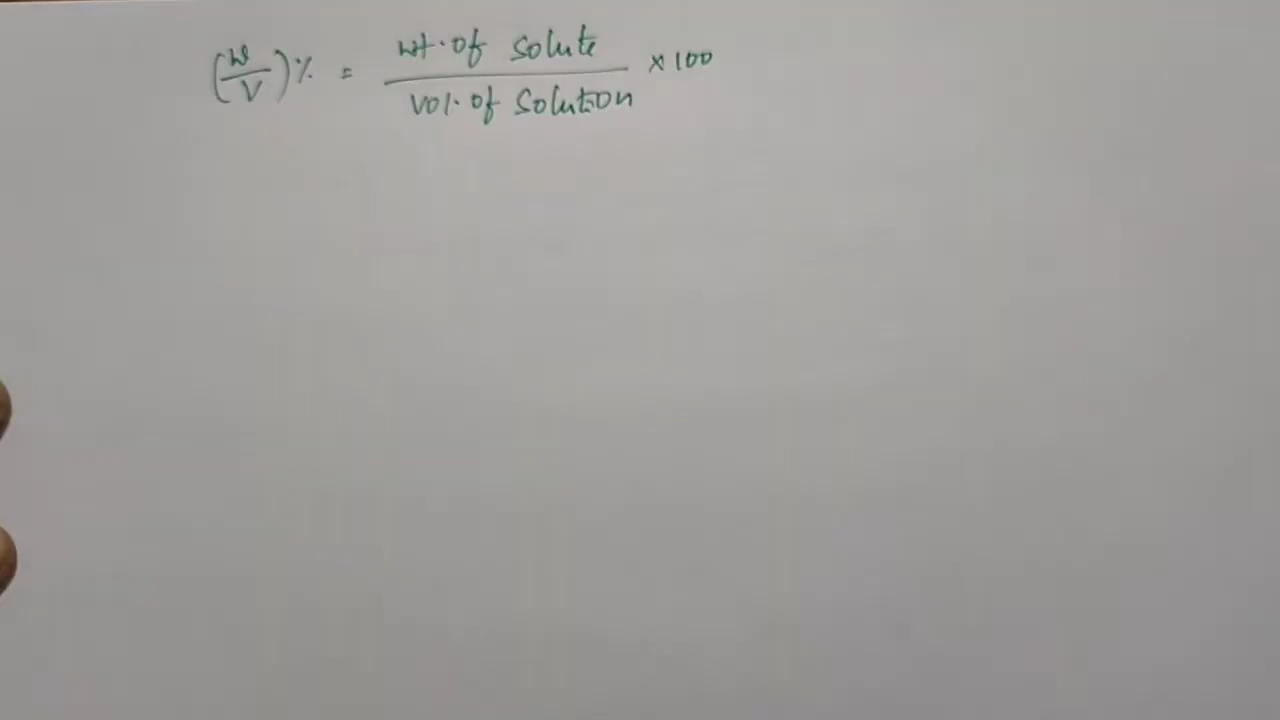 (w/v)% = wt. of solute / vol. of solution × 100